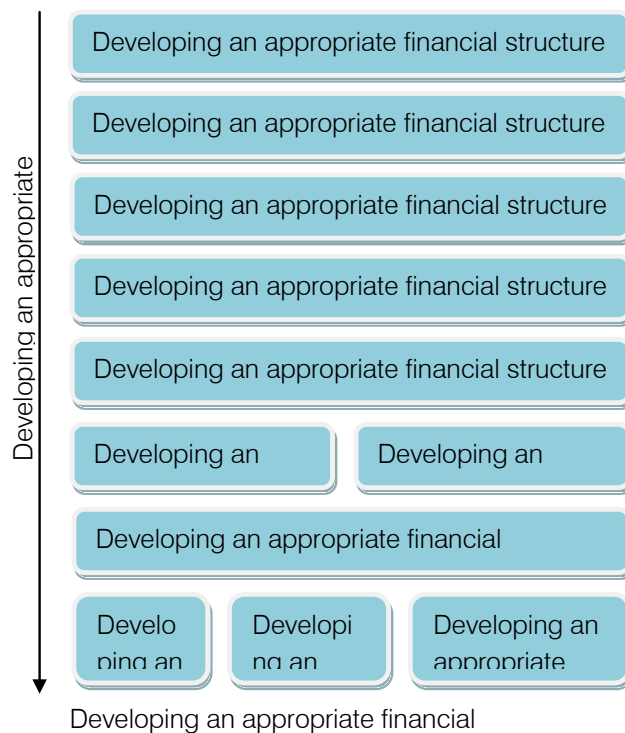 Developing an appropriate
Developing an appropriate financial structure
Developing an appropriate financial structure
Developing an appropriate financial structure
Developing an appropriate financial structure
Developing an appropriate financial structure
Developing an
Developing an
Developing an appropriate financial
Develo
ping an
Developi
ng an
Developing an
appropriate
Developing an appropriate financial